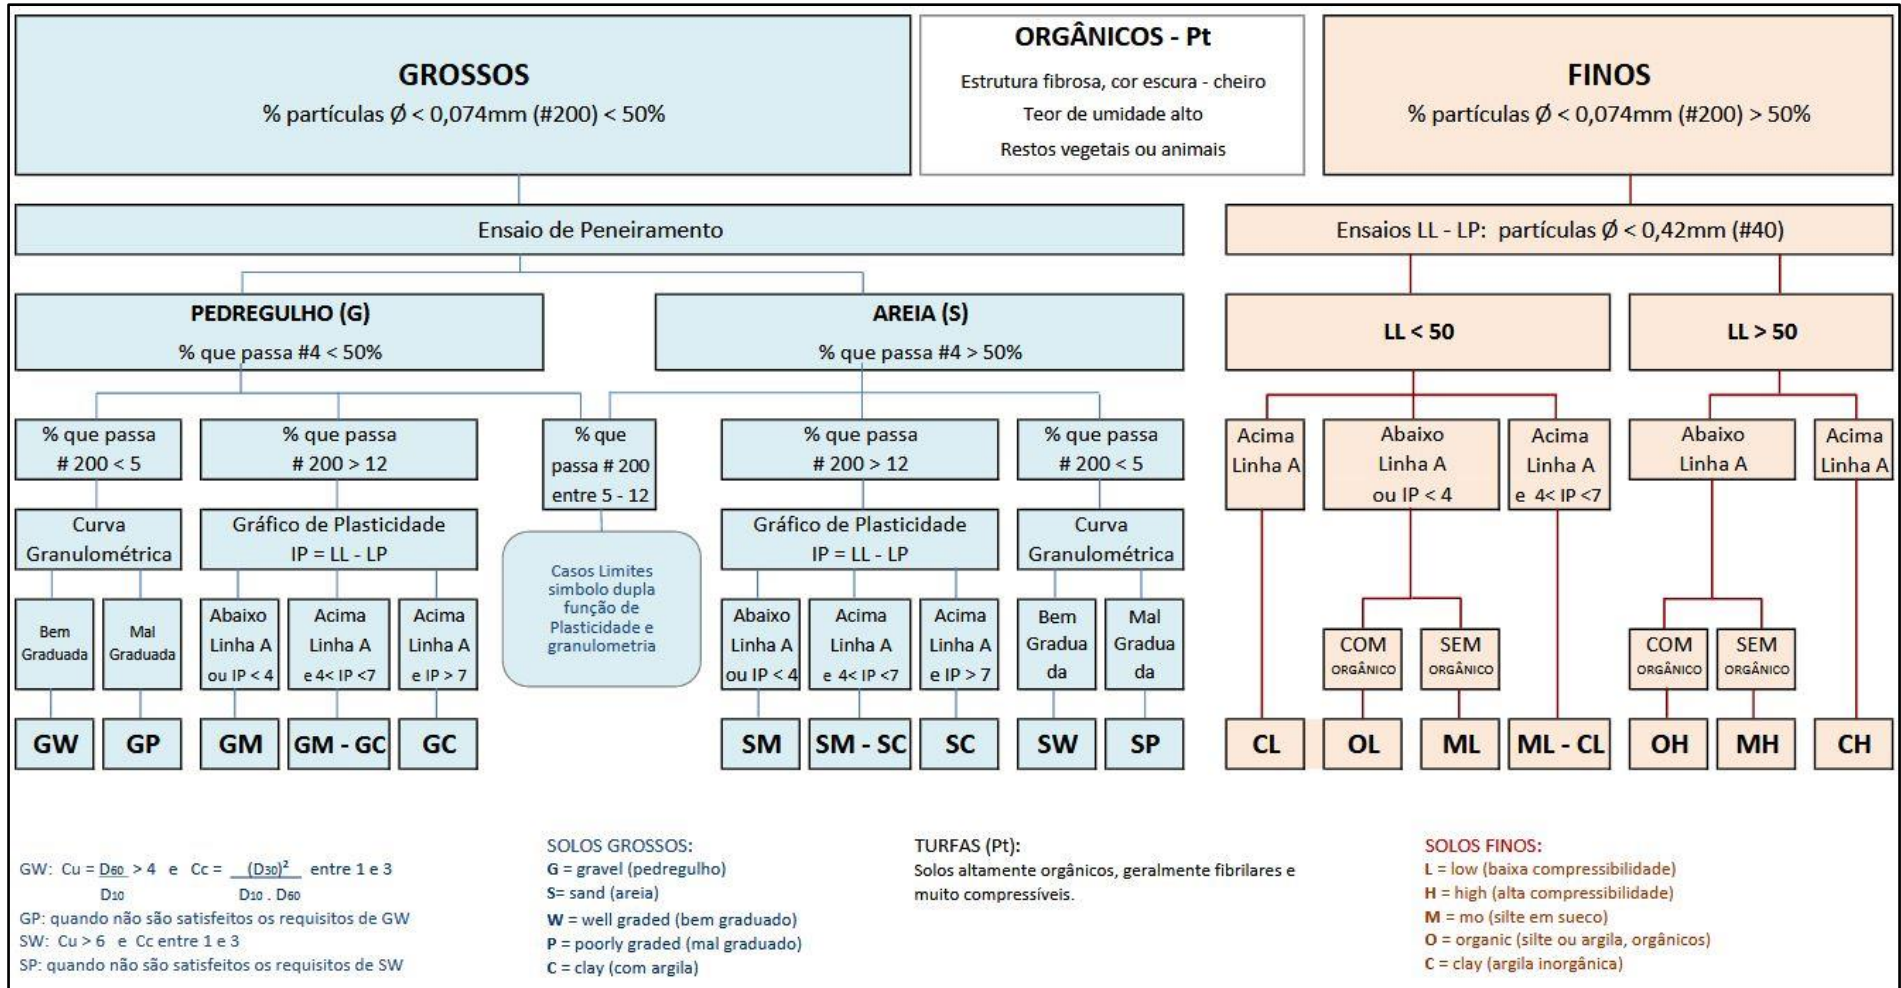 GROSSOS
% partículas Ø < 0,074mm (#200) < 50%
ORGÂNICOS - Pt
Estrutura fibrosa, cor escura - cheiro
Teor de umidade alto
Restos vegetais ou animais
FINOS
% partículas Ø < 0,074mm (#200) > 50%
Ensaio de Peneiramento
Ensaios LL - LP: partículas Ø < 0,42mm (#40)
PEDREGULHO (G)
% que passa #4 < 50%
AREIA (S)
% que passa #4 > 50%
LL < 50
LL > 50
% que passa
# 200 < 5
% que passa
# 200 > 12
% que
passa # 200
entre 5 - 12
% que passa
# 200 > 12
% que passa
# 200 < 5
Acima
Linha A
Abaixo
Linha A
ou IP < 4
Acima
Linha A
e 4< IP <7
Abaixo
Linha A
Acima
Linha A
Curva
Granulométrica
Gráfico de Plasticidade
IP = LL - LP
Casos Limites
simbolo dupla
função de
Plasticidade e
granulometria
Gráfico de Plasticidade
IP = LL - LP
Curva
Granulométrica
Bem
Graduada
Mal
Graduada
Abaixo
Linha A
ou IP < 4
Acima
Linha A
e 4< IP <7
Acima
Linha A
e IP > 7
Abaixo
Linha A
ou IP < 4
Acima
Linha A
e 4< IP <7
Acima
Linha A
e IP > 7
Bem
Gradua
da
Mal
Gradua
da
COM
ORGÂNICO
SEM
ORGÂNICO
COM
ORGÂNICO
SEM
ORGÂNICO
GW
GP
GM
GM - GC
GC
SM
SM - SC
SC
SW
SP
CL
OL
ML
ML - CL
OH
MH
CH
GW: Cu = D60 > 4 e Cc = (D30)² entre 1 e 3
D10 D10 . D60
GP: quando não são satisfeitos os requisitos de GW
SW: Cu > 6 e Cc entre 1 e 3
SP: quando não são satisfeitos os requisitos de SW
SOLOS GROSSOS:
G = gravel (pedregulho)
S= sand (areia)
W = well graded (bem graduado)
P = poorly graded (mal graduado)
C = clay (com argila)
TURFAS (Pt):
Solos altamente orgânicos, geralmente fibrilares e
muito compressíveis.
SOLOS FINOS:
L = low (baixa compressibilidade)
H = high (alta compressibilidade)
M = mo (silte em sueco)
O = organic (silte ou argila, orgânicos)
C = clay (argila inorgânica)